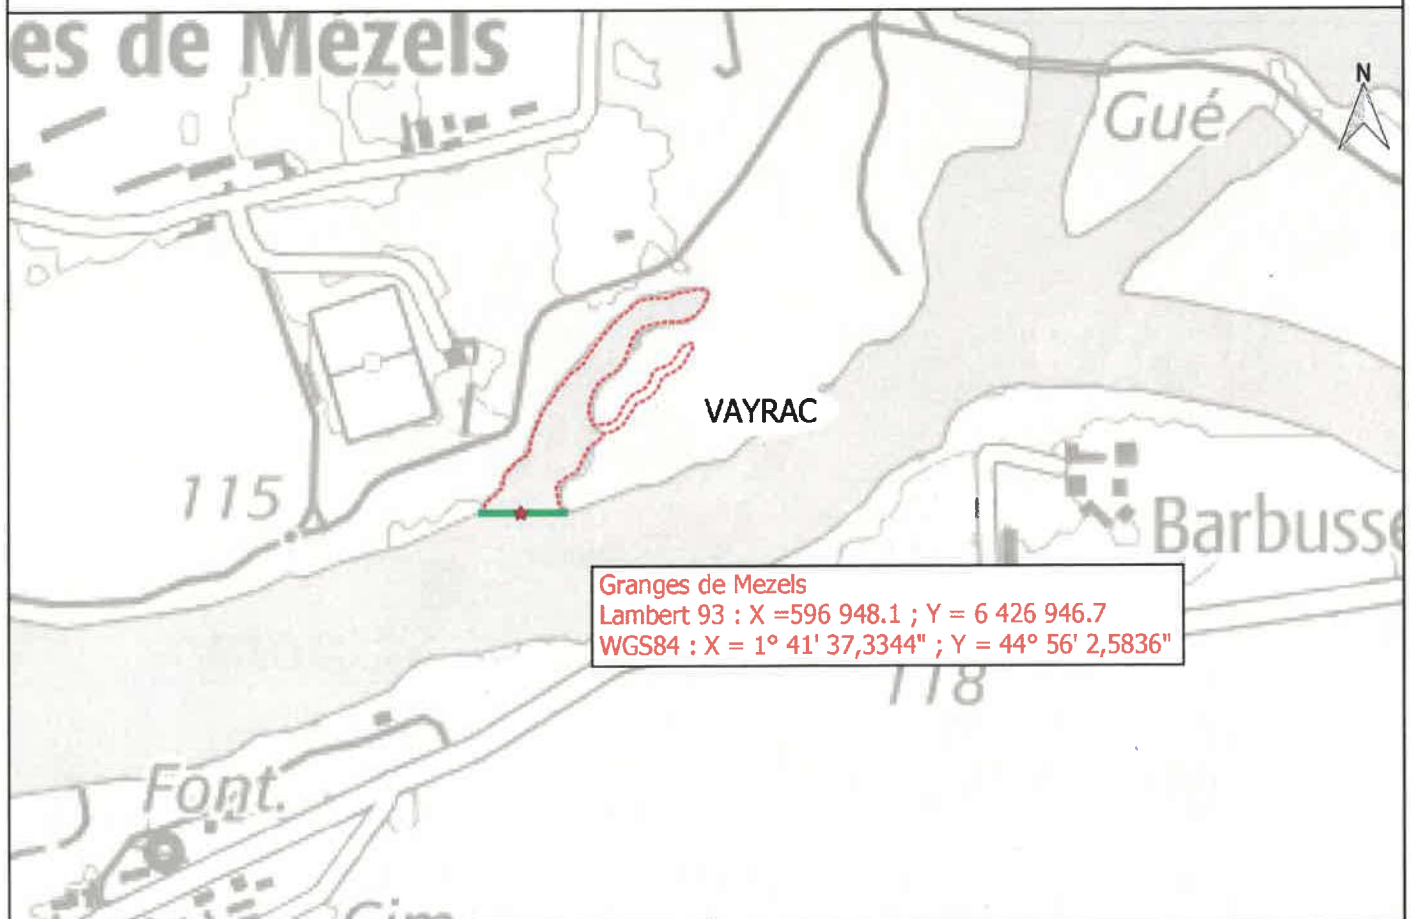 es de Mézels
N
Gué
VAYRAC
115
Barbusse
Granges de Mezels
Lambert 93 : X =596 948.1 ; Y = 6 426 946.7
WGS84 : X = 1° 41' 37,3344" ; Y = 44° 56' 2,5836"
118
Font.
Cim